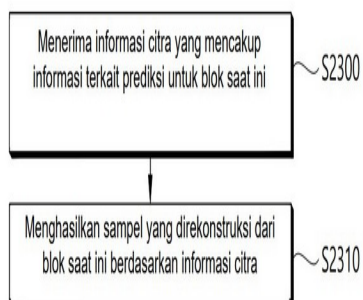 Menerima informasi citra yang mencakup
informasi terkait prediksi untuk blok saat ini
S2300
Menghasilkan sampel yang direkonstruksi dari
blok saat ini berdasarkan informasi citra
S2310